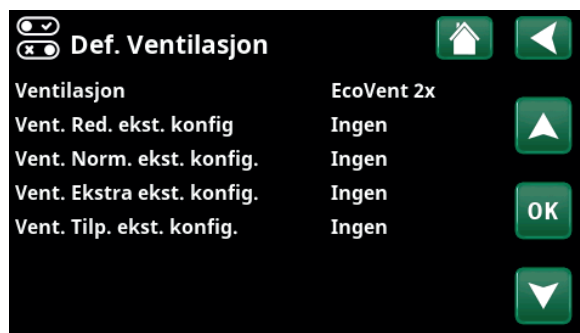 Def. Ventilasjon
Ventilasjon EcoVent 2x
Vent. Red. ekst. konfig Ingen
Vent. Norm. ekst. konfig. Ingen
Vent. Ekstra ekst. konfig. Ingen
Vent. Tilp. ekst. konfig. Ingen
OK